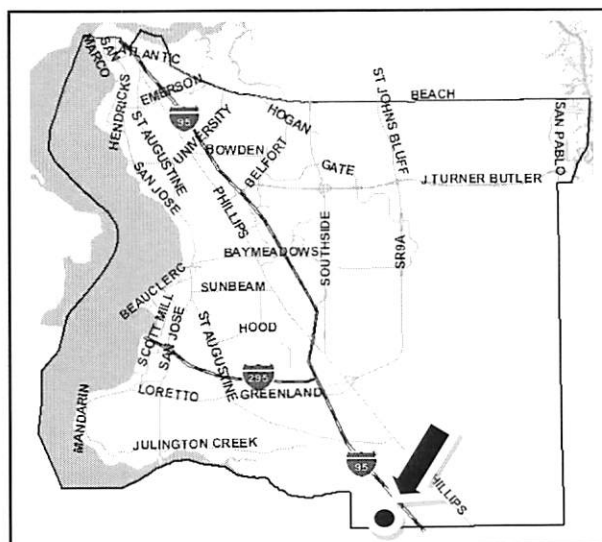 SAN MARCO
ATLANTIC
EMERSON
HENDRICKS
95
UNIVERSITY
HOGAN
ST JOHNS BLUFF
BEACH
SAN PABLO
ST AUGUSTINE
BOWDEN
BELFORT
GATE
J.TURNER BUTLER
SAN JOSE
PHILLIPS
SOUTHSIDE
SR9A
BAYMEADOWS
BEAUCLERC
SUNBEAM
SCOTT MILL
SAN JOSE
ST AUGUSTINE
HOOD
295
LORETTO
GREENLAND
MANDARIN
JULINGTON CREEK
95
HILLIPS